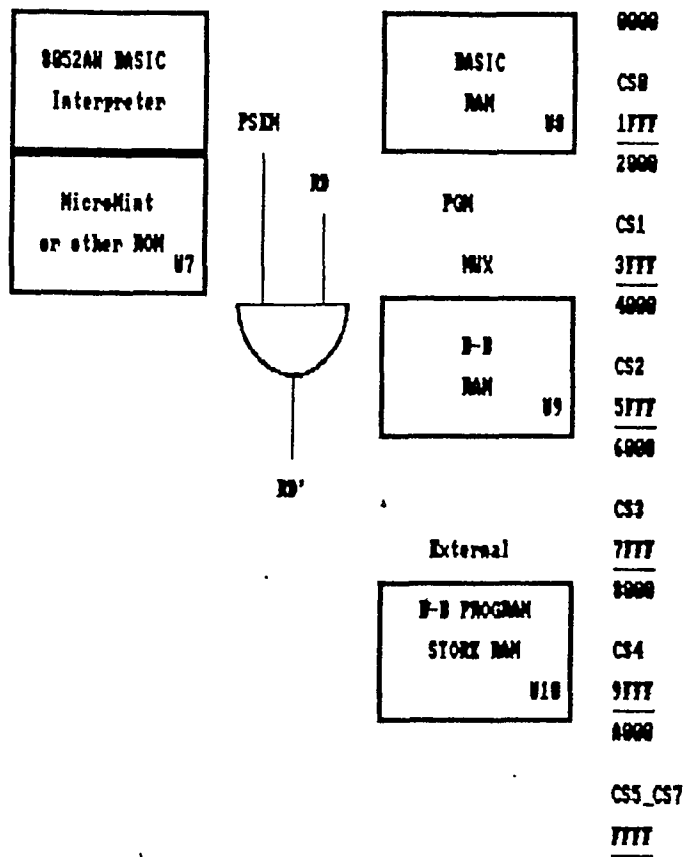 8052AH BASIC
Interpreter
MicroMint
or other ROM
U7
PSEN
RD
RD'
BASIC
RAM
U8
PGM
MUX
B-B
RAM
U9
External
B-B PROGRAM
STORE RAM
U10
0000
CS0
1FFF
2000
CS1
3FFF
4000
CS2
5FFF
6000
CS3
7FFF
8000
CS4
9FFF
A000
CS5_CS7
FFFF